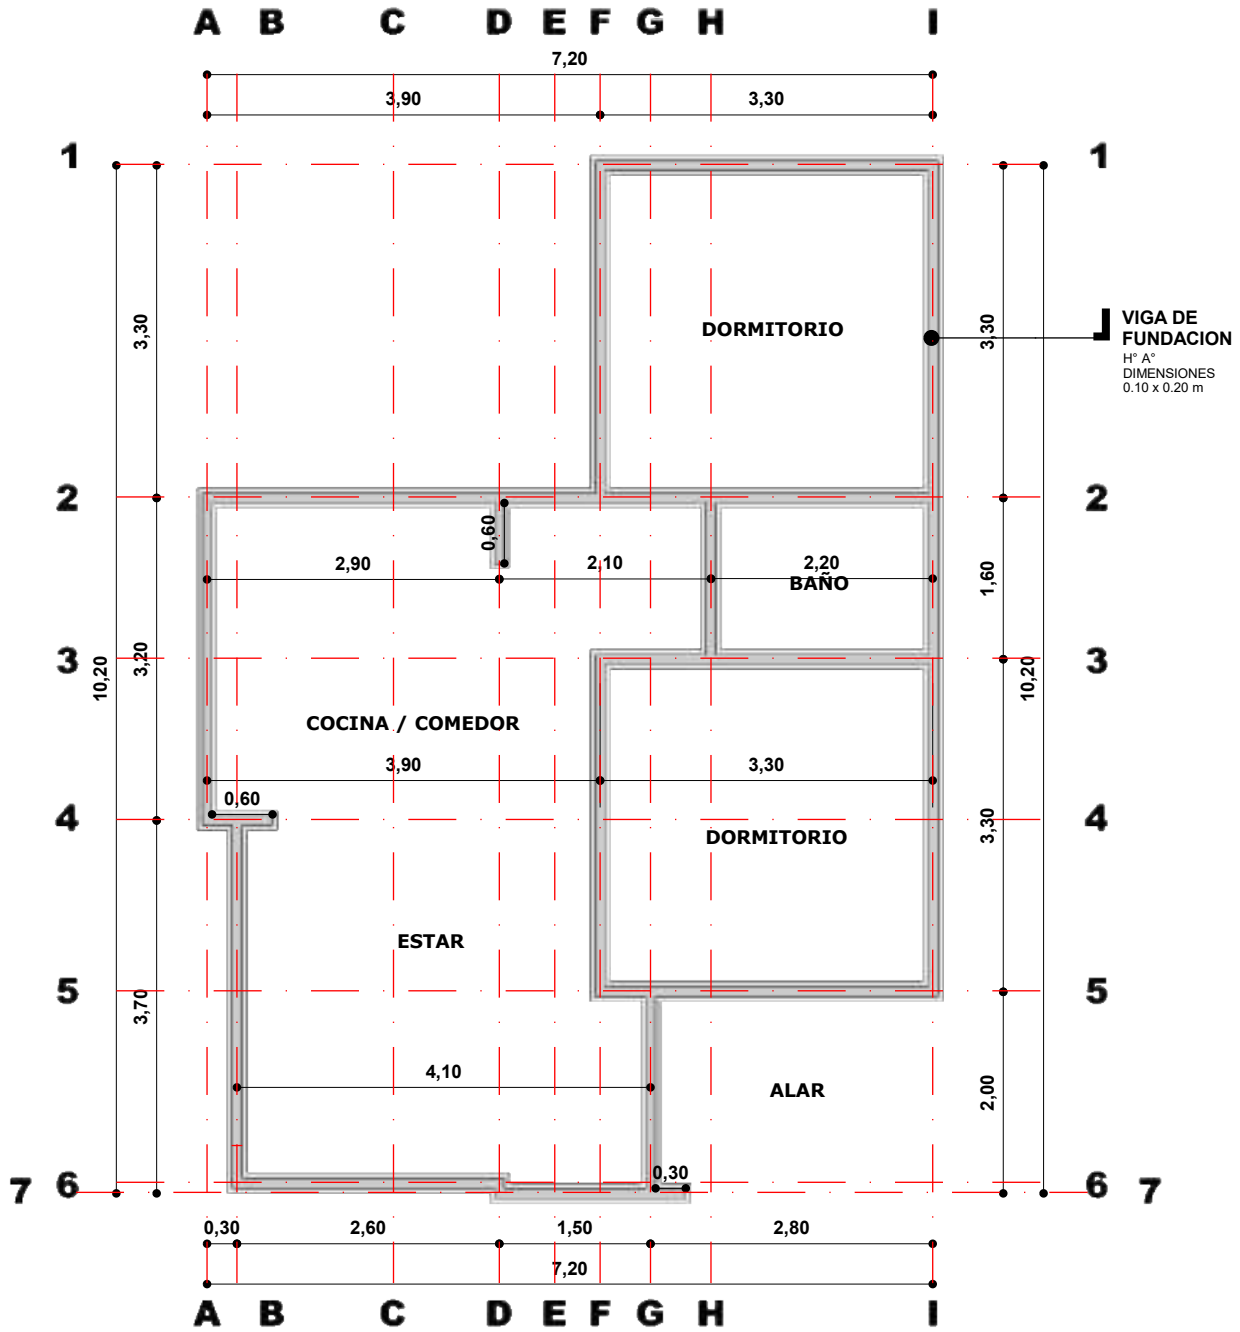 A B C D E F G H I
7,20
3,90 3,30
1 1
3,30 3,30
DORMITORIO
VIGA DE
FUNDACION
H° A°
DIMENSIONES
0.10 x 0.20 m
2 2
0,60
2,90 2,10 2,20
BAÑO
1,60
3 3
10,20 3,20 10,20
COCINA / COMEDOR
3,90 3,30
0,60
4 4
DORMITORIO
3,30
ESTAR
5 5
3,70
4,10
ALAR
2,00
0,30
7 6 6 7
0,30 2,60 1,50 2,80
7,20
A B C D E F G H I